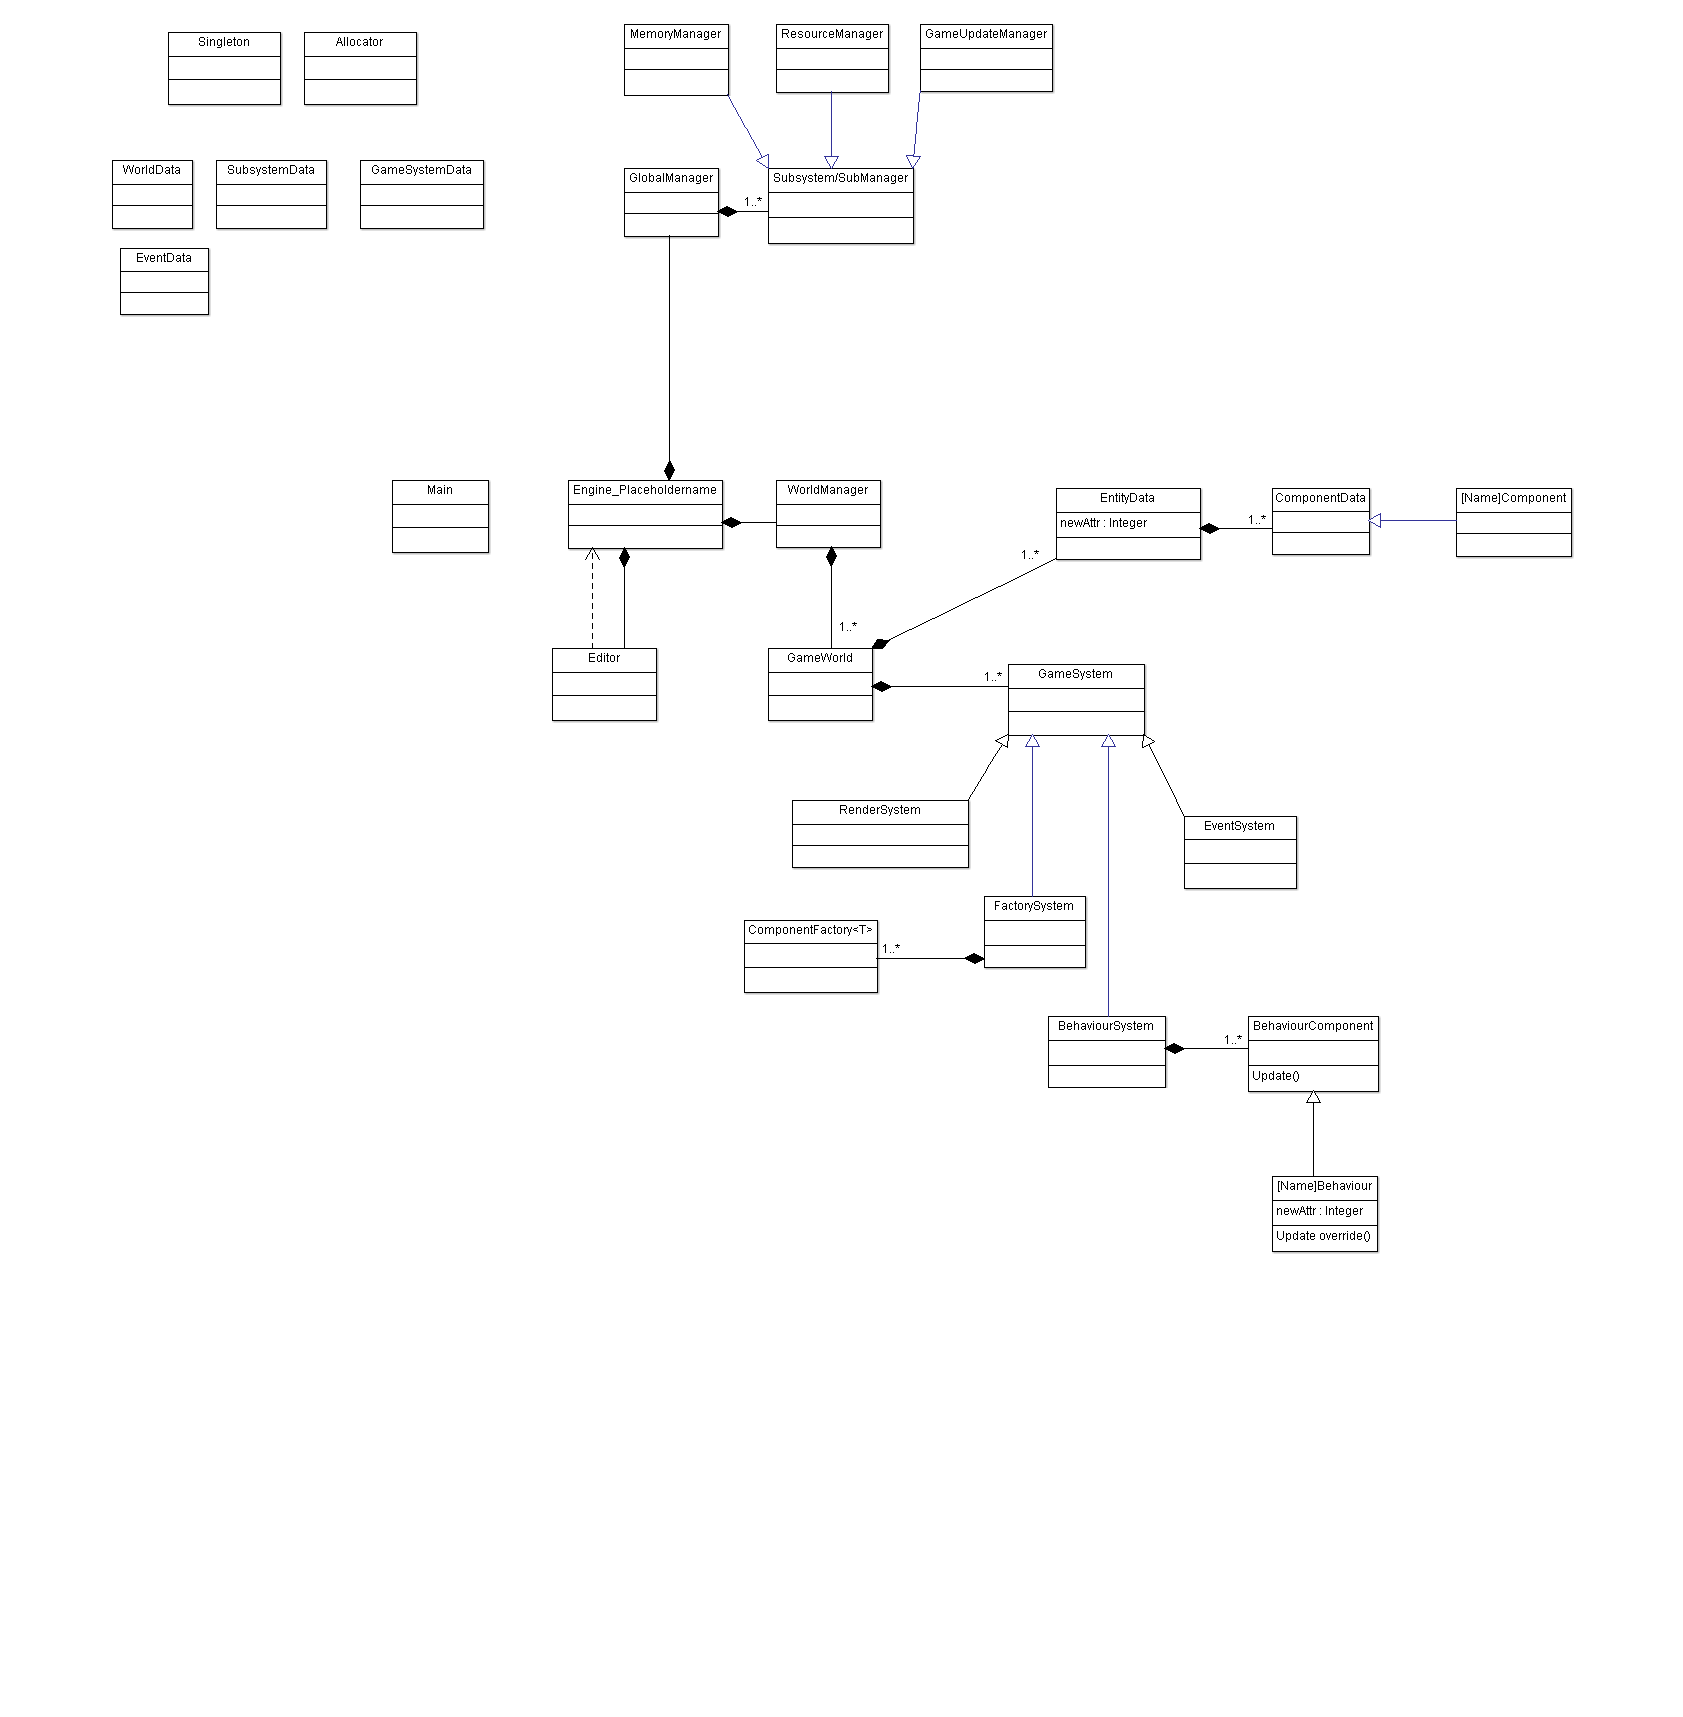 Singleton
Allocator
MemoryManager
ResourceManager
GameUpdateManager
WorldData
SubsystemData
GameSystemData
GlobalManager
1..*
Subsystem/SubManager
EventData
Main
Engine_Placeholdername
WorldManager
EntityData
newAttr : Integer
1..*
ComponentData
[Name]Component
1..*
1..*
Editor
GameWorld
1..*
GameSystem
RenderSystem
EventSystem
FactorySystem
ComponentFactory<T>
1..*
BehaviourSystem
1..*
BehaviourComponent
Update()
[Name]Behaviour
newAttr : Integer
Update override()